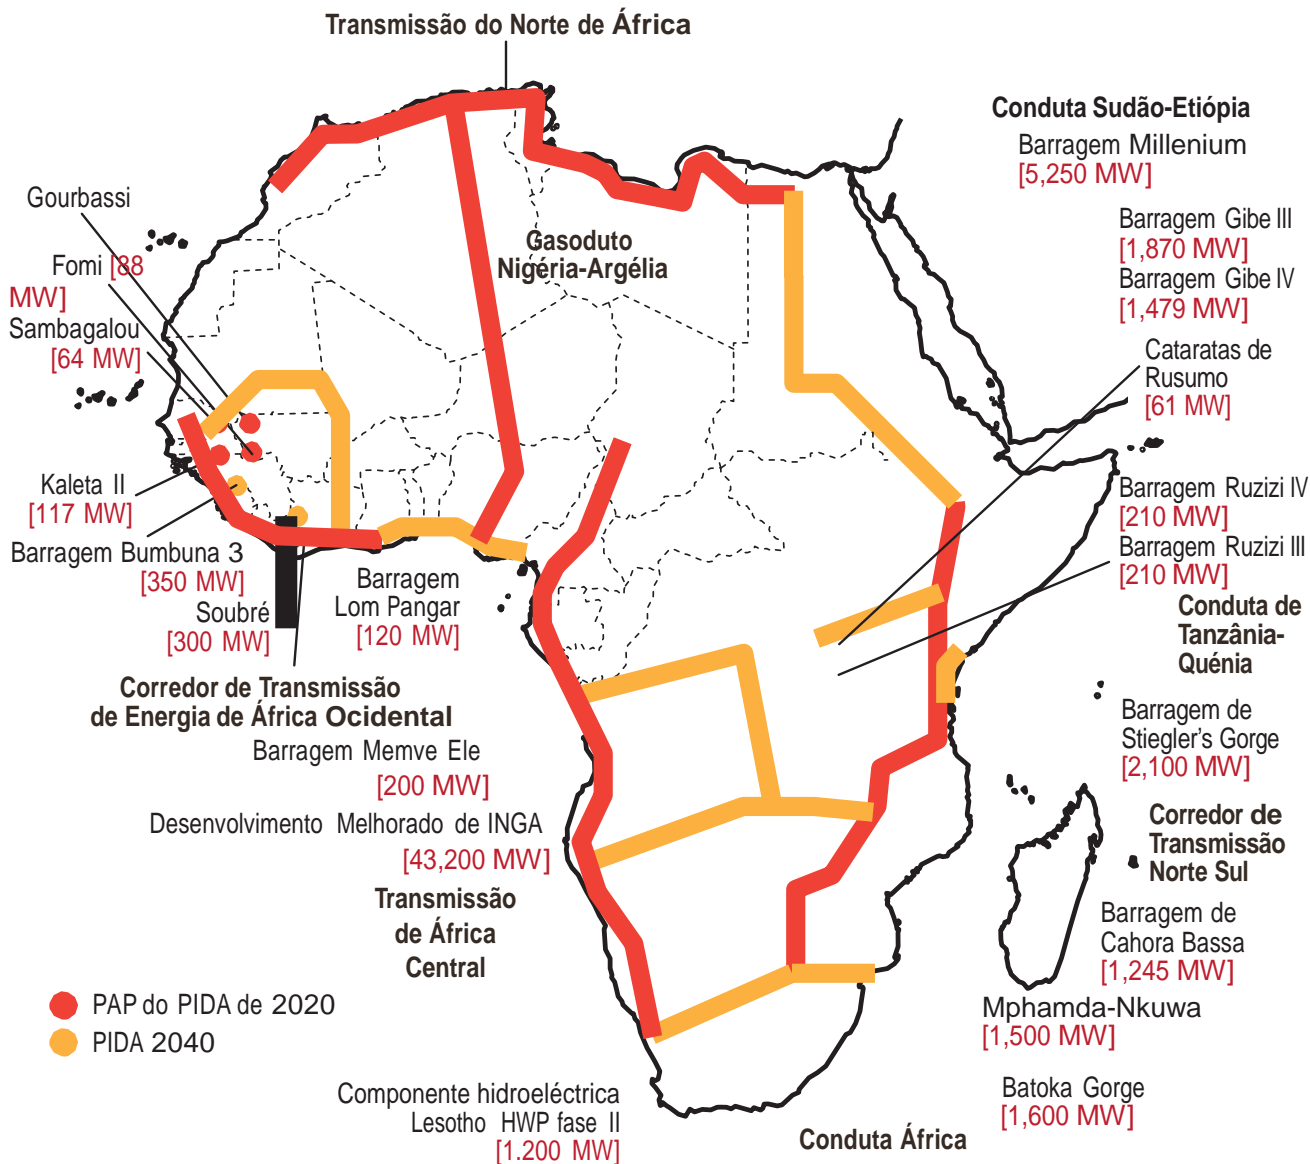 Transmissão do Norte de África
Conduta Sudão-Etiópia
Barragem Millenium
[5,250 MW]
Gourbassi
Barragem Gibe III
[1,870 MW]
Barragem Gibe IV
[1,479 MW]
Gasoduto
Nigéria-Argélia
Fomi [88
MW]
Sambagalou
[64 MW]
Cataratas de
Rusumo
[61 MW]
Kaleta II
[117 MW]
Barragem Bumbuna 3
[350 MW]
Soubré
[300 MW]
Barragem
Lom Pangar
[120 MW]
Barragem Ruzizi IV
[210 MW]
Barragem Ruzizi III
[210 MW]
Conduta de
Tanzânia-
Quénia
Corredor de Transmissão
de Energia de África Ocidental
Barragem Memve Ele
[200 MW]
Barragem de
Stiegler's Gorge
[2,100 MW]
Desenvolvimento Melhorado de INGA
[43,200 MW]
Corredor de
Transmissão
Norte Sul
Transmissão
de África
Central
Barragem de
Cahora Bassa
[1,245 MW]
PAP do PIDA de 2020
PIDA 2040
Mphamda-Nkuwa
[1,500 MW]
Componente hidroeléctrica
Lesotho HWP fase II
[1.200 MW]
Batoka Gorge
[1,600 MW]
Conduta África